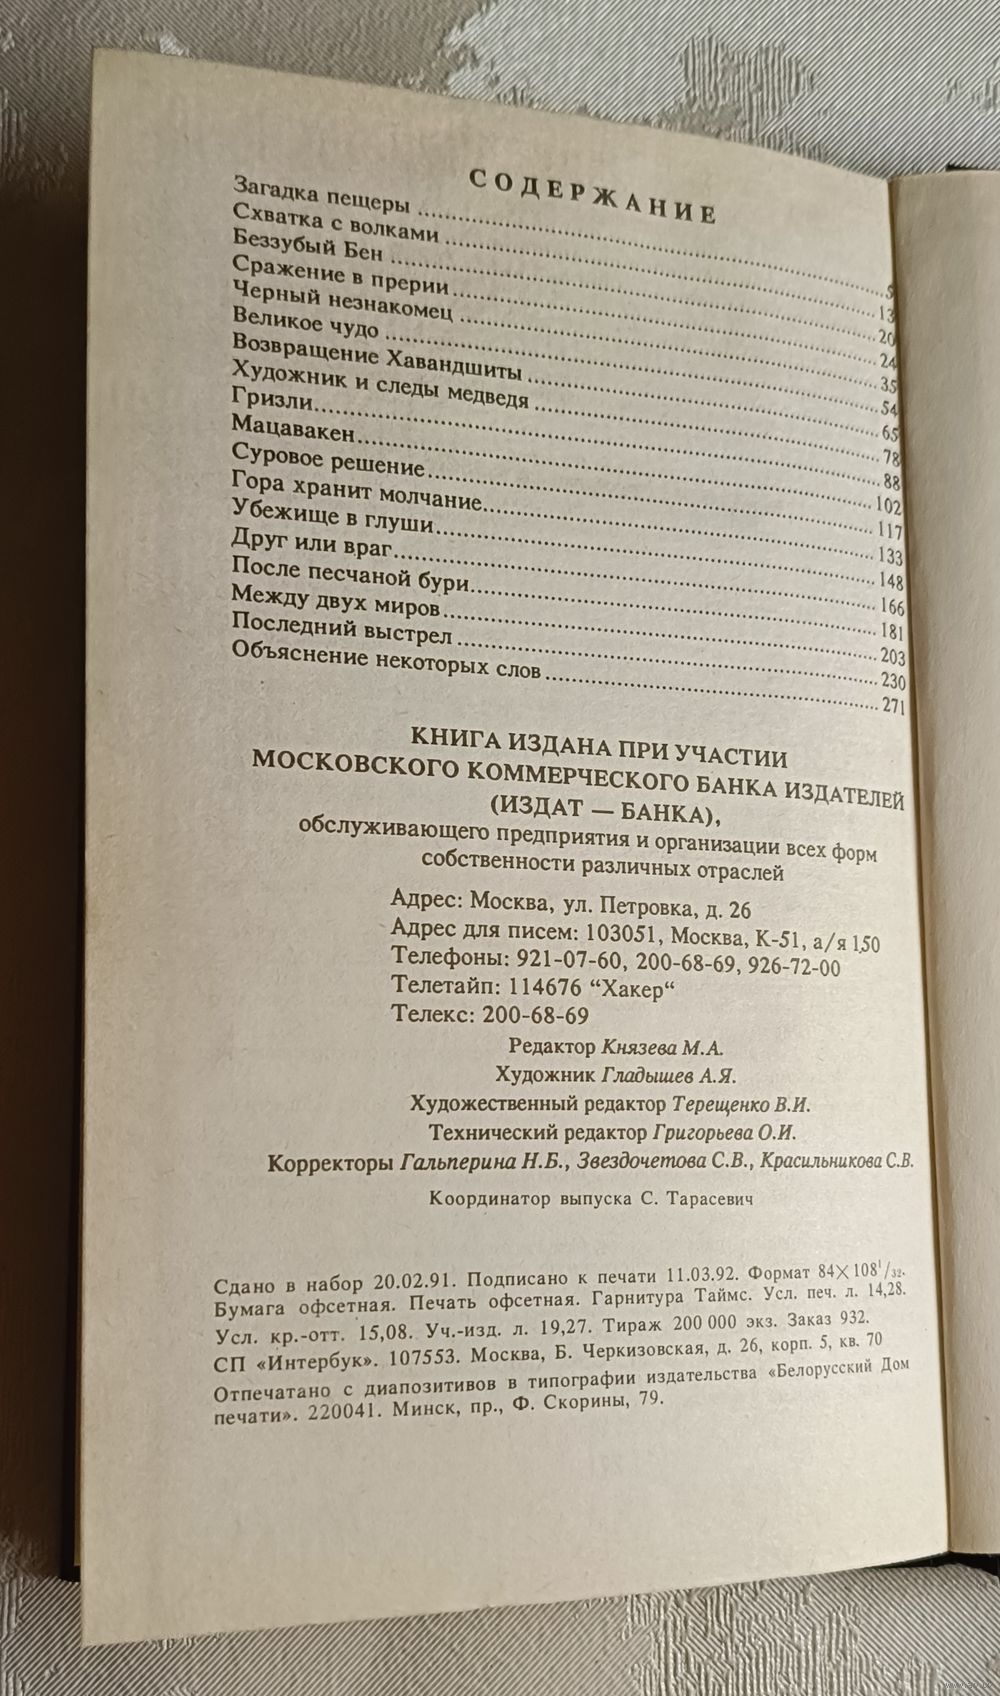 СОДЕРЖАНИЕ
Загадка пещеры ........ 5
Схватка с волками ........ 13
Беззубый Бен ........ 20
Сражение в прерии ........ 24
Черный незнакомец ........ 35
Великое чудо ........ 54
Возвращение Хавандшиты ........ 65
Художник и следы медведя ........ 78
Гризли ........ 88
Мацавакен ........ 102
Суровое решение ........ 117
Гора хранит молчание ........ 133
Убежище в глуши ........ 148
Друг или враг ........ 166
После песчаной бури ........ 181
Между двух миров ........ 203
Последний выстрел ........ 230
Объяснение некоторых слов ........ 271
КНИГА ИЗДАНА ПРИ УЧАСТИИ
МОСКОВСКОГО КОММЕРЧЕСКОГО БАНКА ИЗДАТЕЛЕЙ
(ИЗДАТ — БАНКА),
обслуживающего предприятия и организации всех форм
собственности различных отраслей
Адрес: Москва, ул. Петровка, д. 26
Адрес для писем: 103051, Москва, К-51, а/я 150
Телефоны: 921-07-60, 200-68-69, 926-72-00
Телетайп: 114676 “Хакер“
Телекс: 200-68-69
Редактор Князева М.А.
Художник Гладышев А.Я.
Художественный редактор Терещенко В.И.
Технический редактор Григорьева О.И.
Корректоры Гальперина Н.Б., Звездочетова С.В., Красильникова С.В.
Координатор выпуска С. Тарасевич
Сдано в набор 20.02.91. Подписано к печати 11.03.92. Формат 84×108¹/₃₂.
Бумага офсетная. Печать офсетная. Гарнитура Таймс. Усл. печ. л. 14,28.
Усл. кр.-отт. 15,08. Уч.-изд. л. 19,27. Тираж 200 000 экз. Заказ 932.
СП «Интербук». 107553. Москва, Б. Черкизовская, д. 26, корп. 5, кв. 70
Отпечатано с диапозитивов в типографии издательства «Белорусский Дом
печати». 220041. Минск, пр., Ф. Скорины, 79.